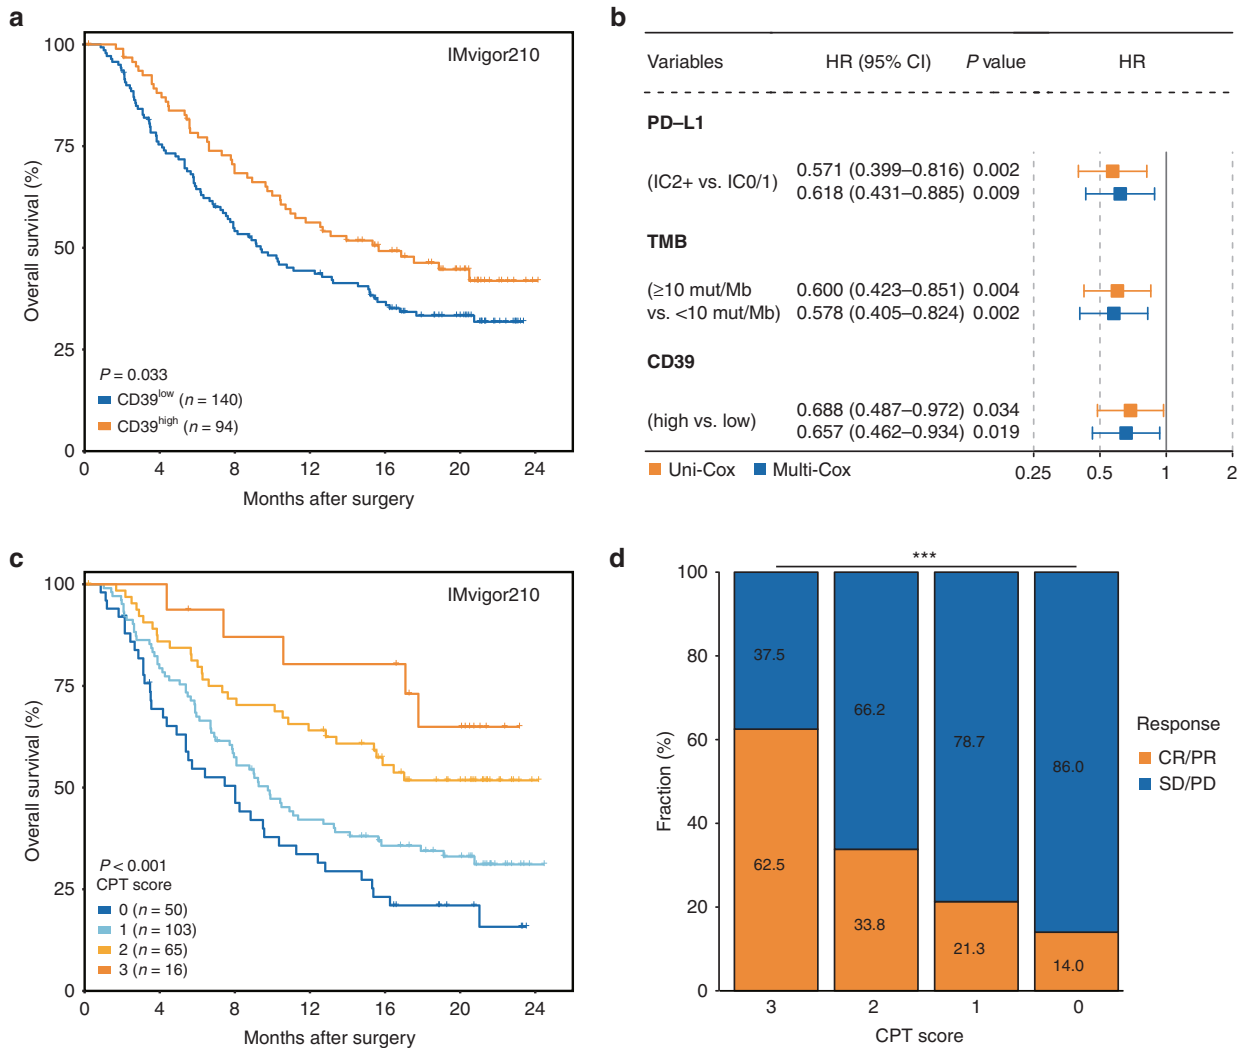 a
IMvigor210
Overall survival (%)
100
75
50
25
0
P = 0.033
CD39low (n = 140)
CD39high (n = 94)
0 4 8 12 16 20 24
Months after surgery
b
Variables HR (95% CI) P value HR
PD–L1
(IC2+ vs. IC0/1)
0.571 (0.399–0.816) 0.002
0.618 (0.431–0.885) 0.009
TMB
(≥10 mut/Mb
vs. <10 mut/Mb)
0.600 (0.423–0.851) 0.004
0.578 (0.405–0.824) 0.002
CD39
(high vs. low)
0.688 (0.487–0.972) 0.034
0.657 (0.462–0.934) 0.019
Uni-Cox Multi-Cox
0.25 0.5 1 2
c
IMvigor210
Overall survival (%)
100
75
50
25
0
P < 0.001
CPT score
0 (n = 50)
1 (n = 103)
2 (n = 65)
3 (n = 16)
0 4 8 12 16 20 24
Months after surgery
d
***
Fraction (%)
100
80
60
40
20
0
37.5
62.5
66.2
33.8
78.7
21.3
86.0
14.0
3 2 1 0
CPT score
Response
CR/PR
SD/PD